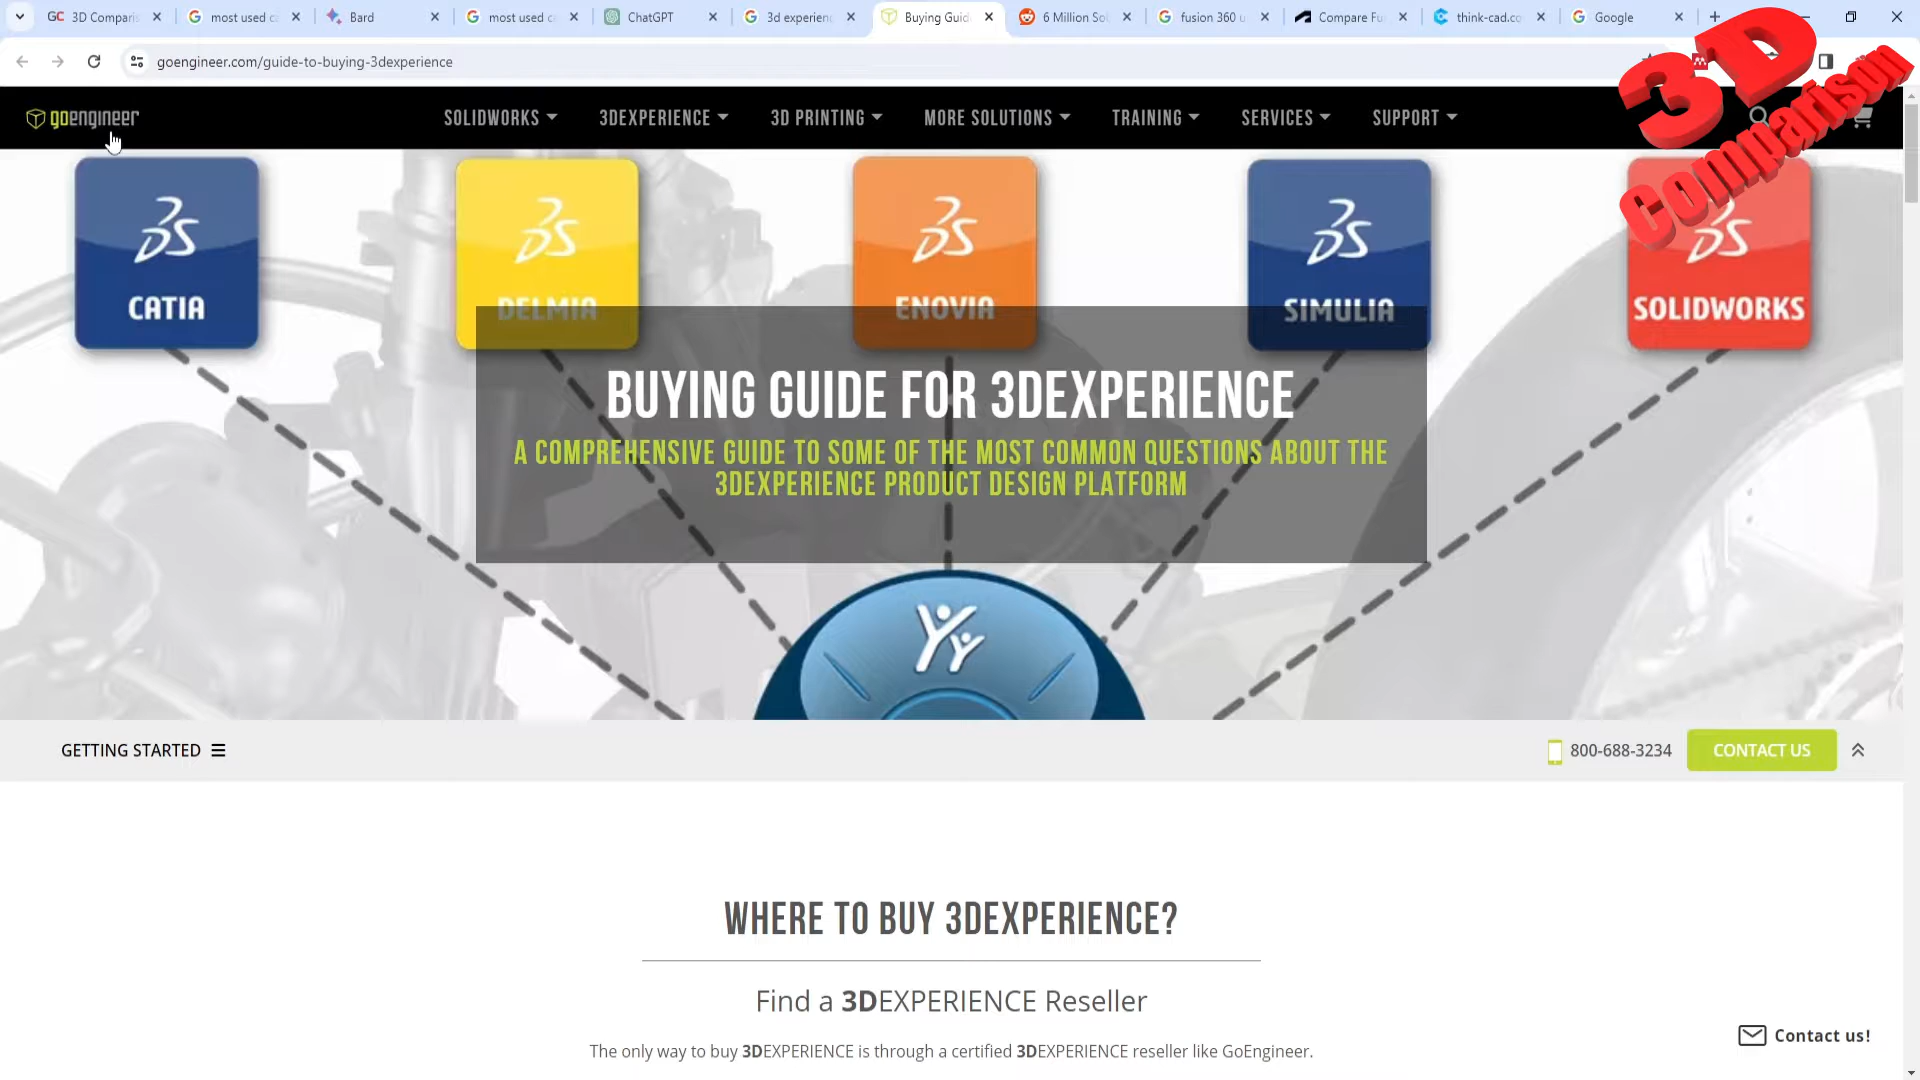 3D Comparis
most used c
Bard
most used c
ChatGPT
3d experien
Buying Guid
6 Million Sol
fusion 360 u
Compare Fu
think-cad.co
Google
goengineer.com/guide-to-buying-3dexperience
3D
Comparison
goengineer
SOLIDWORKS
3DEXPERIENCE
3D PRINTING
MORE SOLUTIONS
TRAINING
SERVICES
SUPPORT
CATIA
DELMIA
ENOVIA
SIMULIA
SOLIDWORKS
BUYING GUIDE FOR 3DEXPERIENCE
A COMPREHENSIVE GUIDE TO SOME OF THE MOST COMMON QUESTIONS ABOUT THE
3DEXPERIENCE PRODUCT DESIGN PLATFORM
GETTING STARTED
800-688-3234
CONTACT US
WHERE TO BUY 3DEXPERIENCE?
Find a 3DEXPERIENCE Reseller
The only way to buy 3DEXPERIENCE is through a certified 3DEXPERIENCE reseller like GoEngineer.
Contact us!